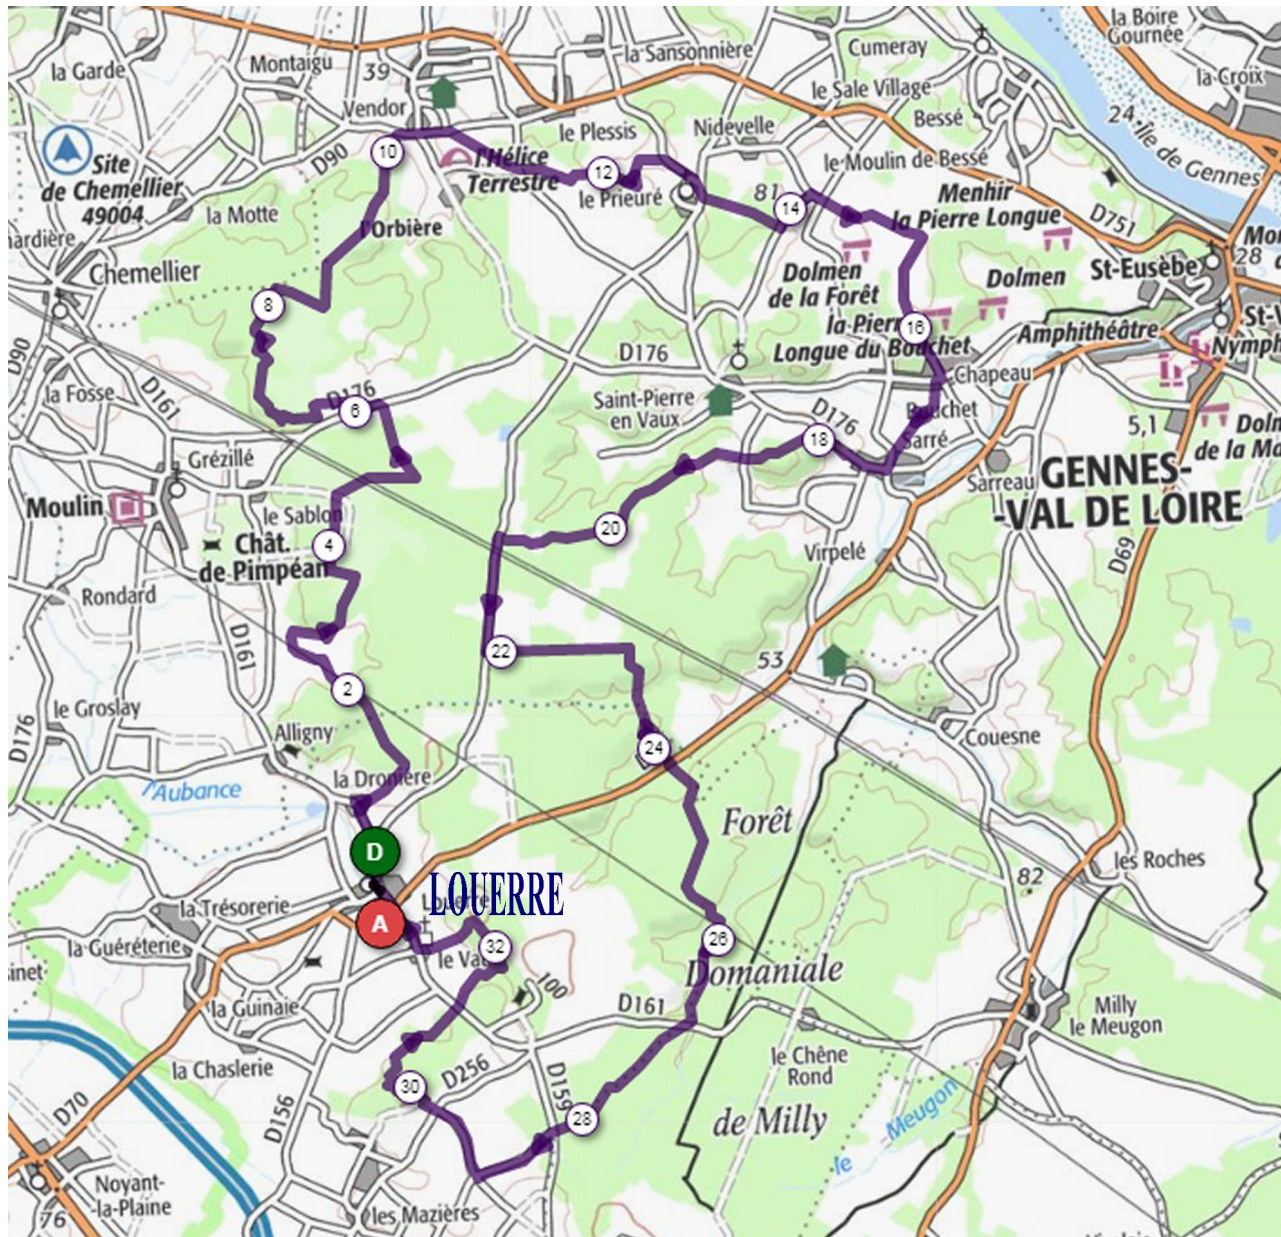 la Boire
Gournée
la Sansonnière
Cumeray
Montaigu
39
la Garde
la Croix
le Sale Village
Vendor
24
Île de Gennes
Bessé
le Plessis
Nidevelle
D90
10
l'Hélice
Terrestre
12
le Moulin de Bessé
Site
de Chemellier
49004
le Prieuré
81
14
Menhir
la Pierre Longue
la Motte
l'Orbière
D751
28
St-Eusèbe
Chemellier
Dolmen
de la Forêt
Dolmen
8
la Pierre
Longue du Bouchet
16
Amphithéâtre
D90
D176
Chapeau
la Fosse
D161
D176
6
Saint-Pierre
en Vaux
D176
Bouchet
5,1
18
Sarré
Grézillé
Sarreau
GENNES-
-VAL DE LOIRE
Moulin
le Sablon
4
Chât.
de Pimpéan
20
Virpelé
D69
Rondard
D161
22
53
2
le Groslay
D176
Alligny
24
Couesne
la Dronière
Aubance
Forêt
D
les Roches
82
LOUERRE
la Trésorerie
A
26
la Guéréterie
32
Domaniale
100
la Guinaie
D161
Milly
le Meugon
le Chêne
Rond
la Chaslerie
D256
30
D159
D70
D156
28
de Milly
le Meugon
Noyant-
-la-Plaine
76
les Mazières